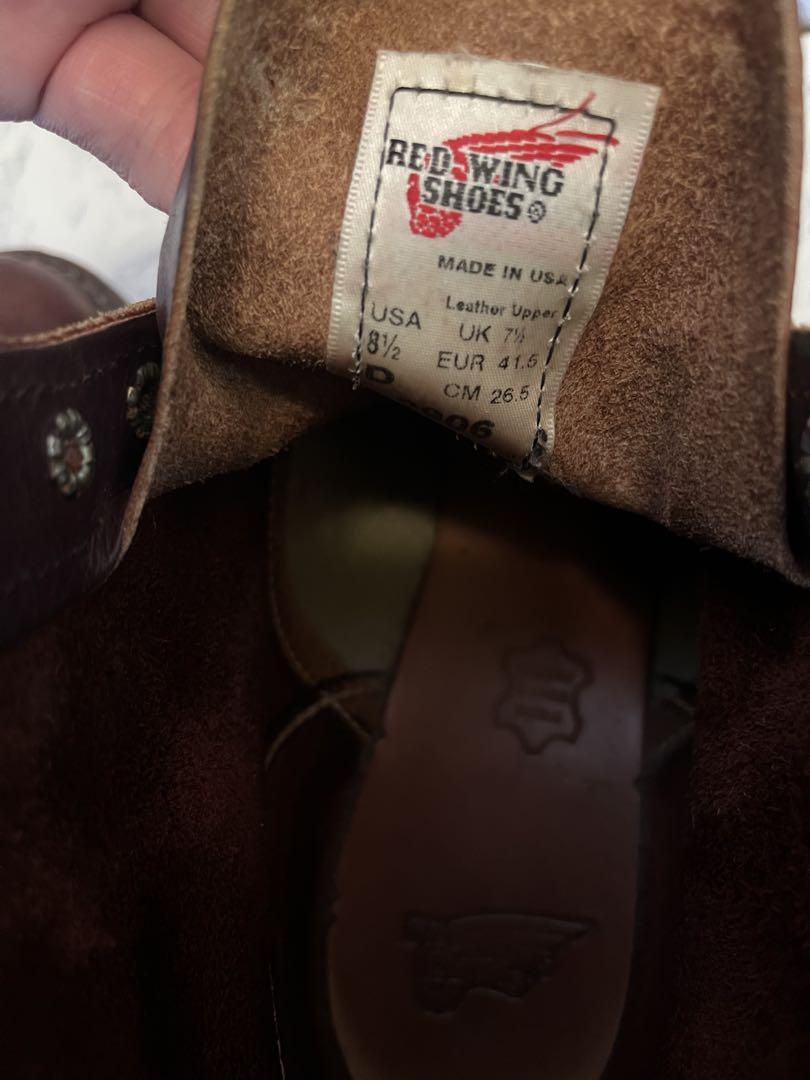 RED WING
SHOES®
MADE IN USA
Leather Upper
USA
8½
D
UK 7½
EUR 41.5
CM 26.5